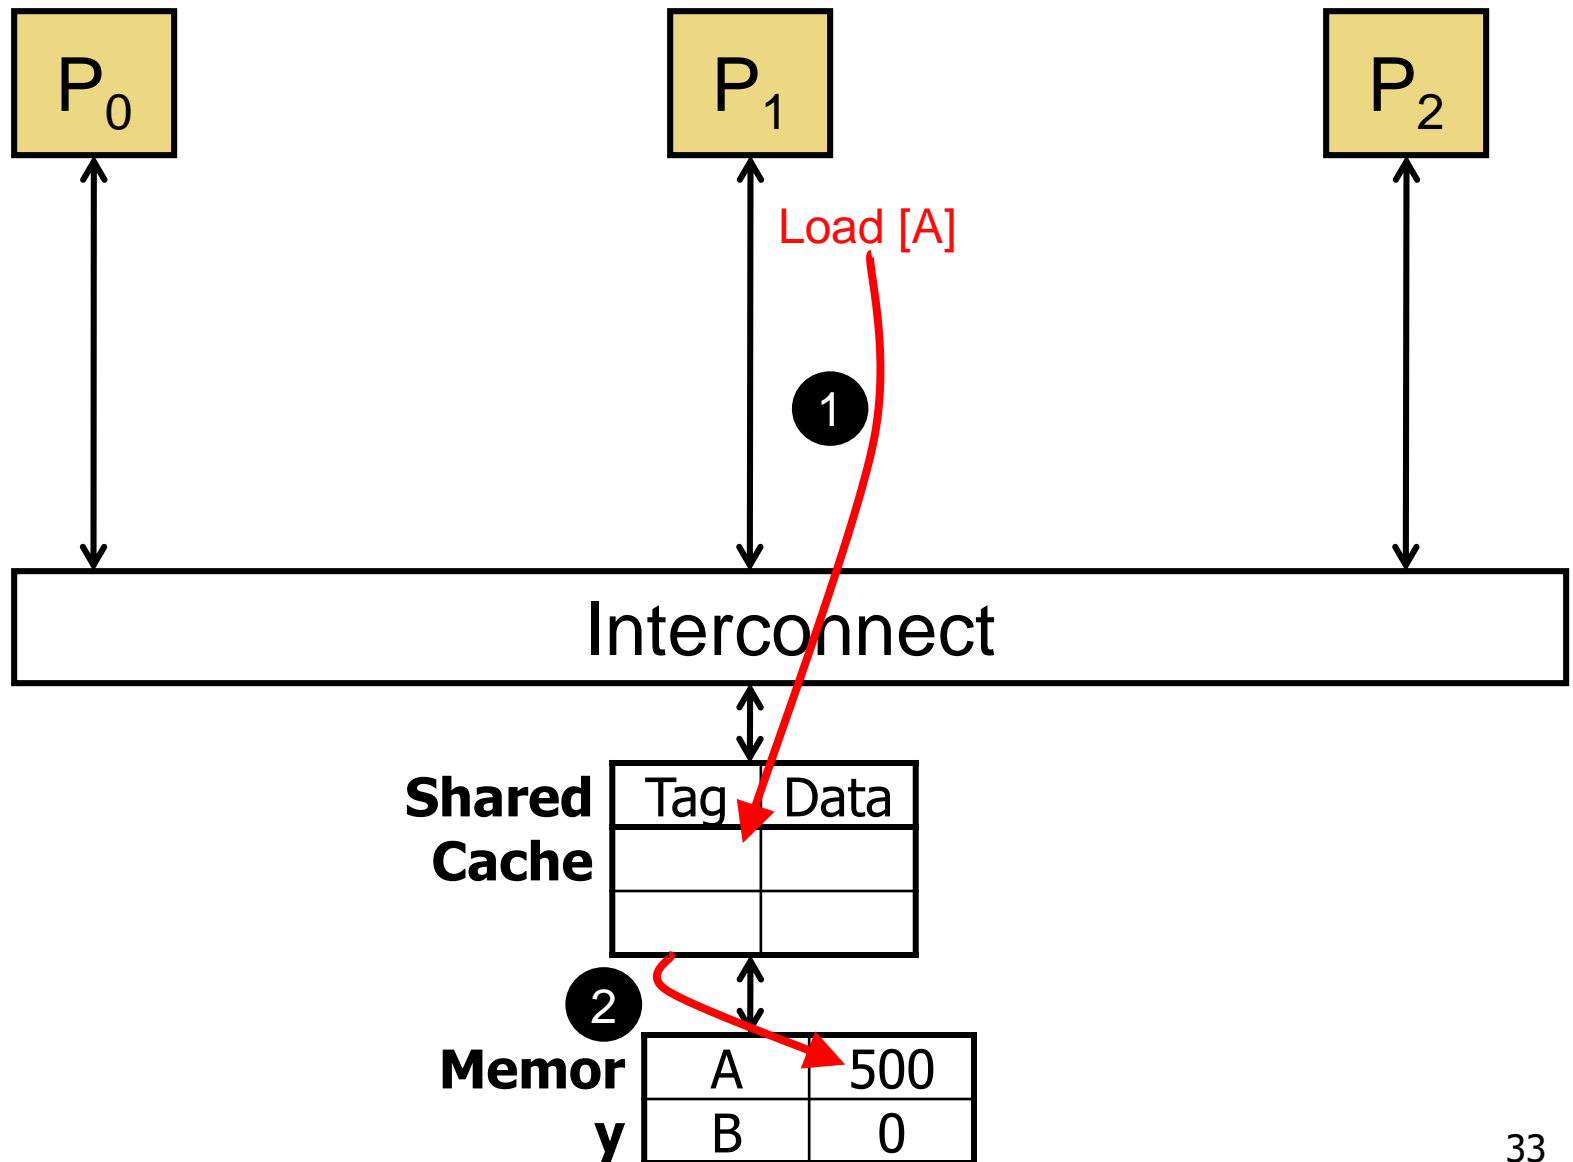 P0 P1 P2
Load [A]
1
Interconnect
Shared Tag Data
Cache
2
Memor A 500
y B 0
33